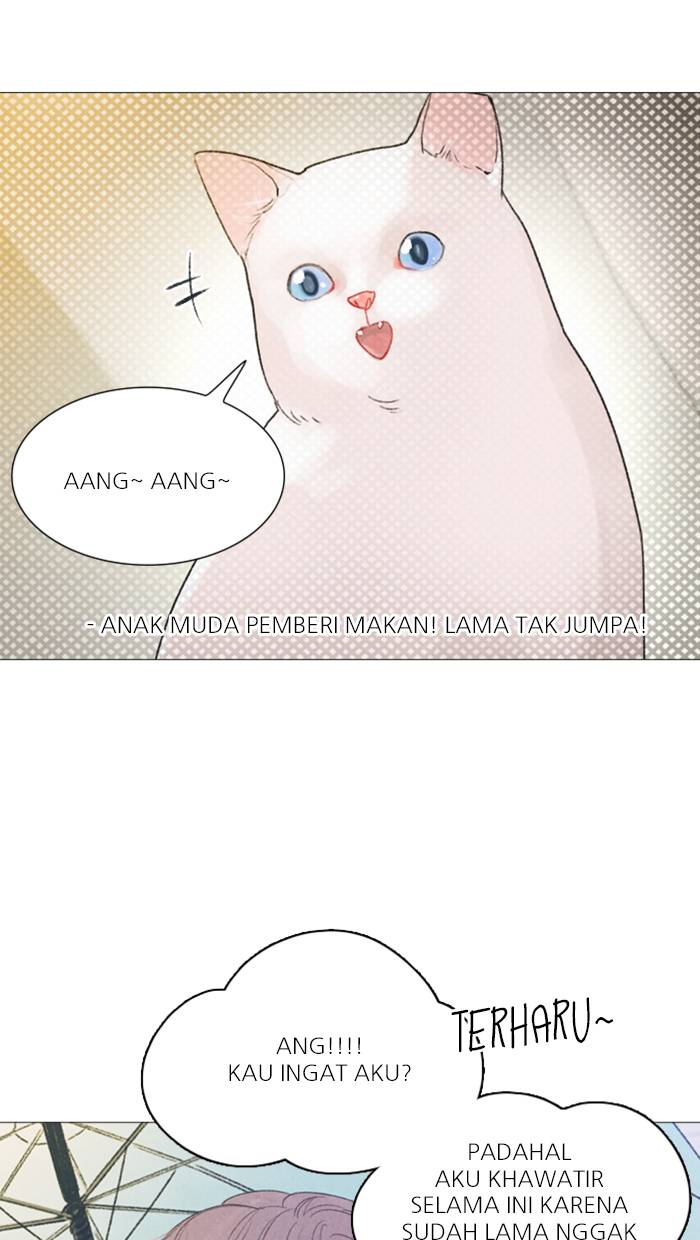 AANG~ AANG~
- ANAK MUDA PEMBERI MAKAN! LAMA TAK JUMPA!
ANG!!!!
KAU INGAT AKU?
TERHARU~
PADAHAL
AKU KHAWATIR
SELAMA INI KARENA
SUDAH LAMA NGGAK